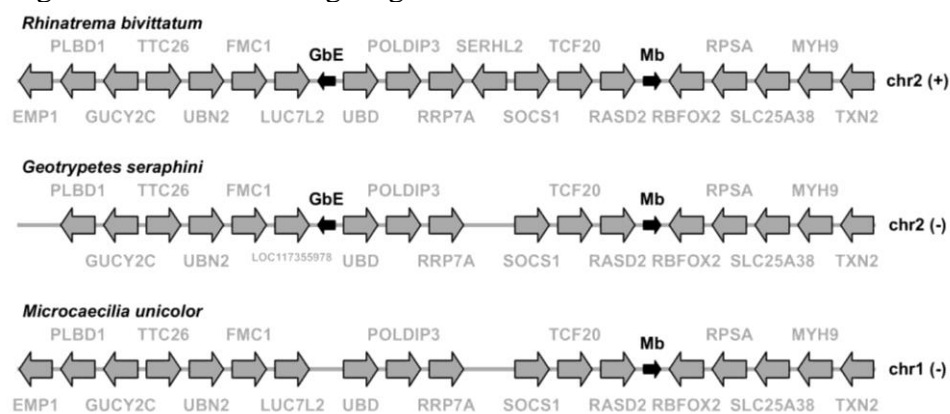 Rhinatrema bivittatum
PLBD1 TTC26 FMC1 GbE POLDIP3 SERHL2 TCF20 Mb RPSA MYH9
chr2 (+)
EMP1 GUCY2C UBN2 LUC7L2 UBD RRP7A SOCS1 RASD2 RBFOX2 SLC25A38 TXN2
Geotrypetes seraphini
PLBD1 TTC26 FMC1 GbE POLDIP3 TCF20 Mb RPSA MYH9
chr2 (-)
GUCY2C UBN2 LOC117355978 UBD RRP7A SOCS1 RASD2 RBFOX2 SLC25A38 TXN2
Microcaecilia unicolor
PLBD1 TTC26 FMC1 POLDIP3 TCF20 Mb RPSA MYH9
chr1 (-)
EMP1 GUCY2C UBN2 LUC7L2 UBD RRP7A SOCS1 RASD2 RBFOX2 SLC25A38 TXN2